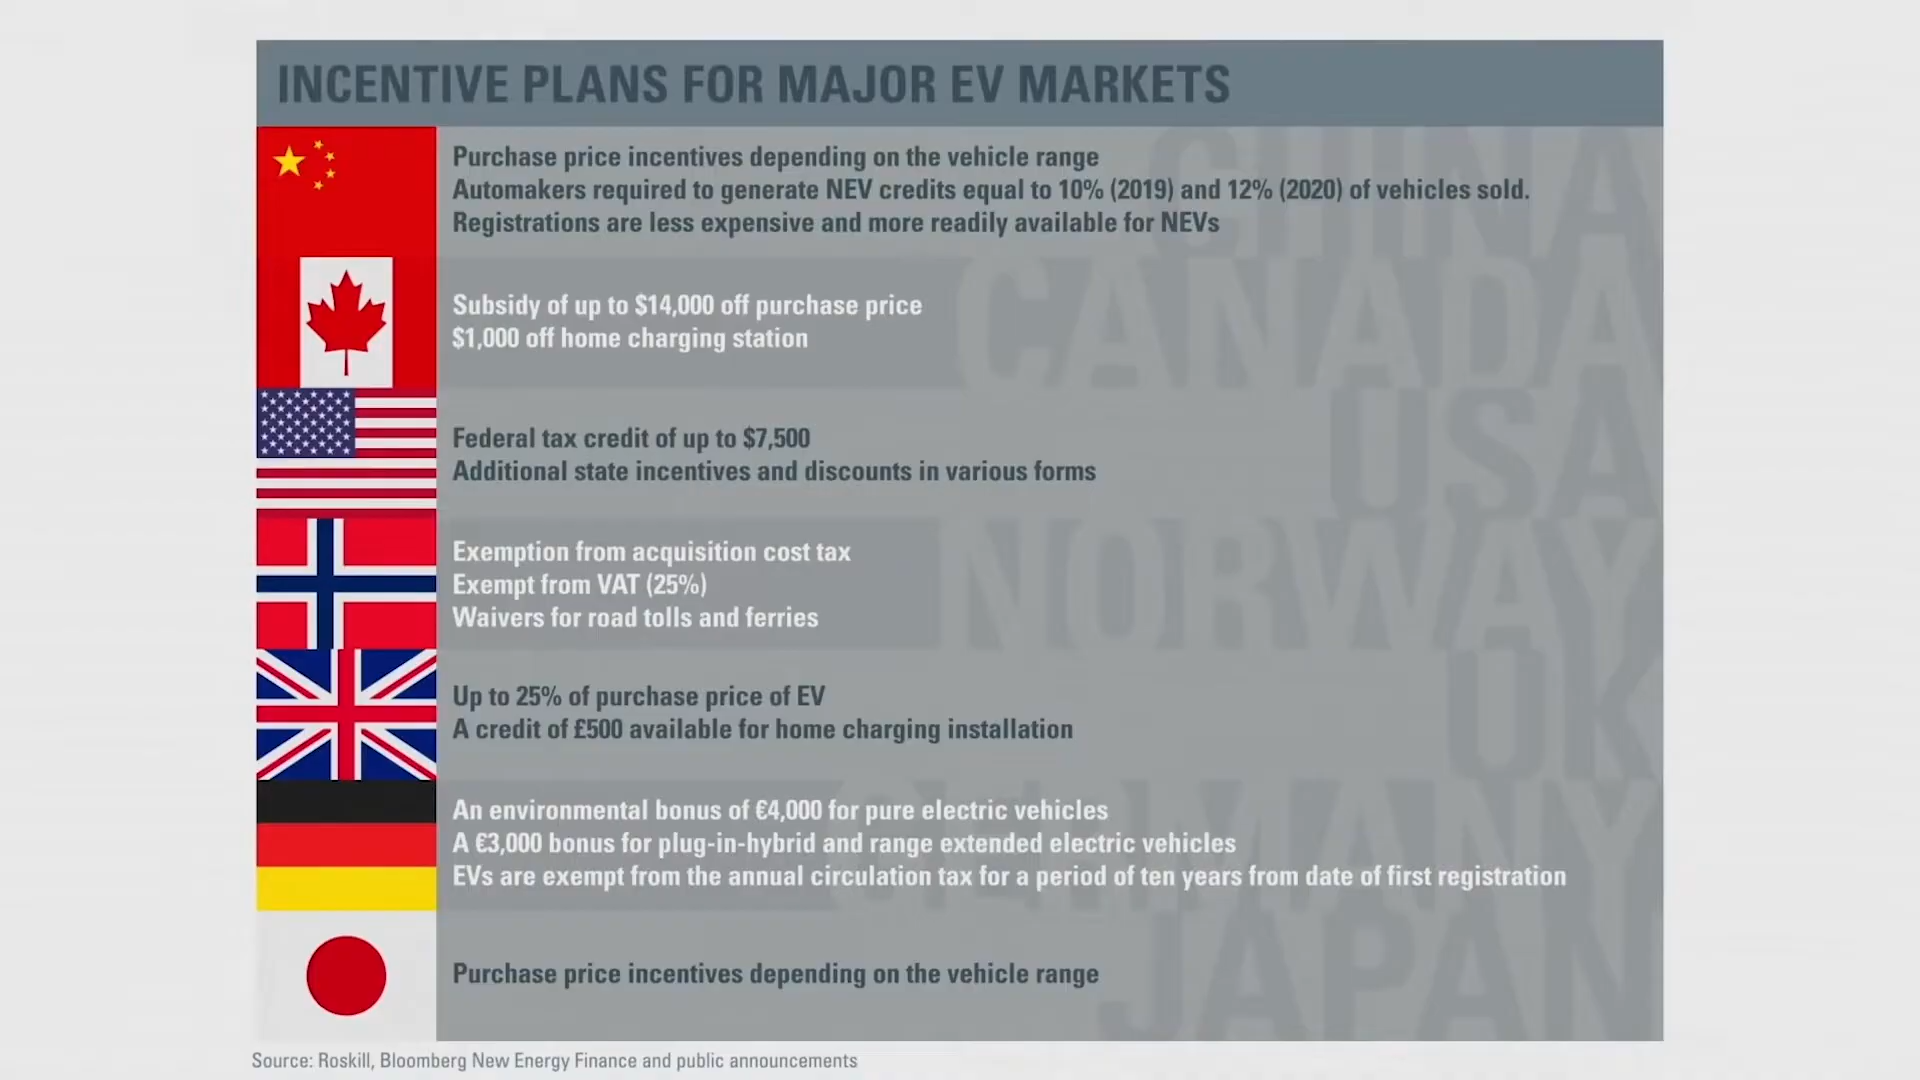 INCENTIVE PLANS FOR MAJOR EV MARKETS
CHINA
Purchase price incentives depending on the vehicle range
Automakers required to generate NEV credits equal to 10% (2019) and 12% (2020) of vehicles sold.
Registrations are less expensive and more readily available for NEVs
CANADA
Subsidy of up to $14,000 off purchase price
$1,000 off home charging station
USA
Federal tax credit of up to $7,500
Additional state incentives and discounts in various forms
NORWAY
Exemption from acquisition cost tax
Exempt from VAT (25%)
Waivers for road tolls and ferries
UK
Up to 25% of purchase price of EV
A credit of £500 available for home charging installation
GERMANY
An environmental bonus of €4,000 for pure electric vehicles
A €3,000 bonus for plug-in-hybrid and range extended electric vehicles
EVs are exempt from the annual circulation tax for a period of ten years from date of first registration
JAPAN
Purchase price incentives depending on the vehicle range
Source: Roskill, Bloomberg New Energy Finance and public announcements